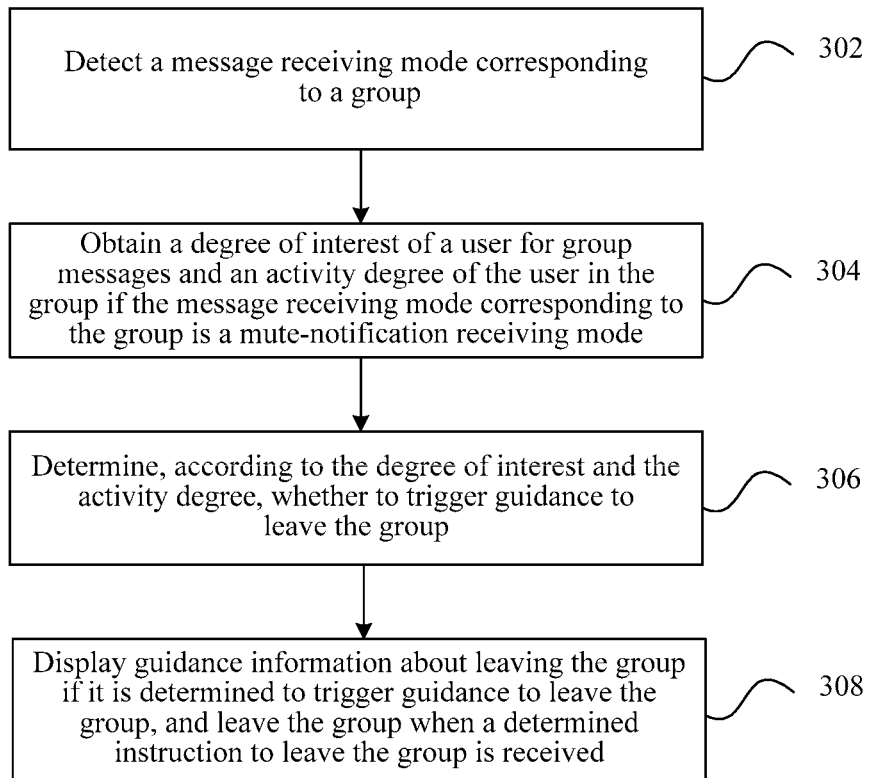 Detect a message receiving mode corresponding
to a group
302
Obtain a degree of interest of a user for group
messages and an activity degree of the user in the
group if the message receiving mode corresponding to
the group is a mute-notification receiving mode
304
Determine, according to the degree of interest and the
activity degree, whether to trigger guidance to
leave the group
306
Display guidance information about leaving the group
if it is determined to trigger guidance to leave the
group, and leave the group when a determined
instruction to leave the group is received
308